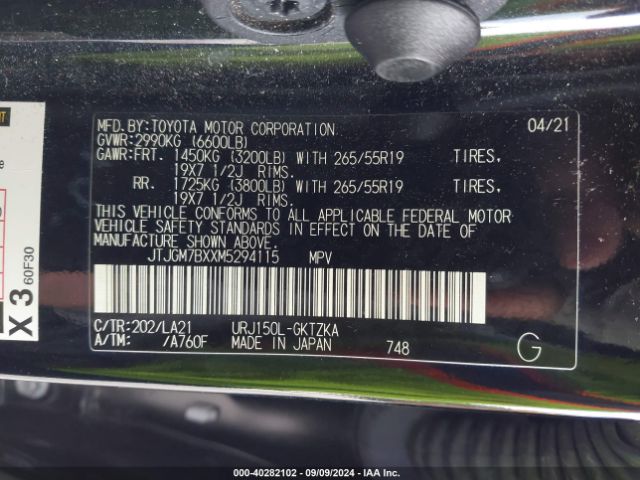 MFD. BY:TOYOTA MOTOR CORPORATION 04/21
GVWR:2990KG (6600LB)
GAWR:FRT. 1450KG (3200LB) WITH 265/55R19 TIRES,
19X7 1/2J RIMS.
RR. 1725KG (3800LB) WITH 265/55R19 TIRES,
19X7 1/2J RIMS.
THIS VEHICLE CONFORMS TO ALL APPLICABLE FEDERAL MOTOR
VEHICLE SAFETY STANDARDS IN EFFECT ON THE DATE OF
MANUFACTURE SHOWN ABOVE.
JTJGM7BXXM5294115 MPV
C/TR:202/LA21 URJ150L-GKTZKA
A/TM: /A760F MADE IN JAPAN 748
G
X 3 60F30
000-40282102 - 09/09/2024 - IAA Inc.